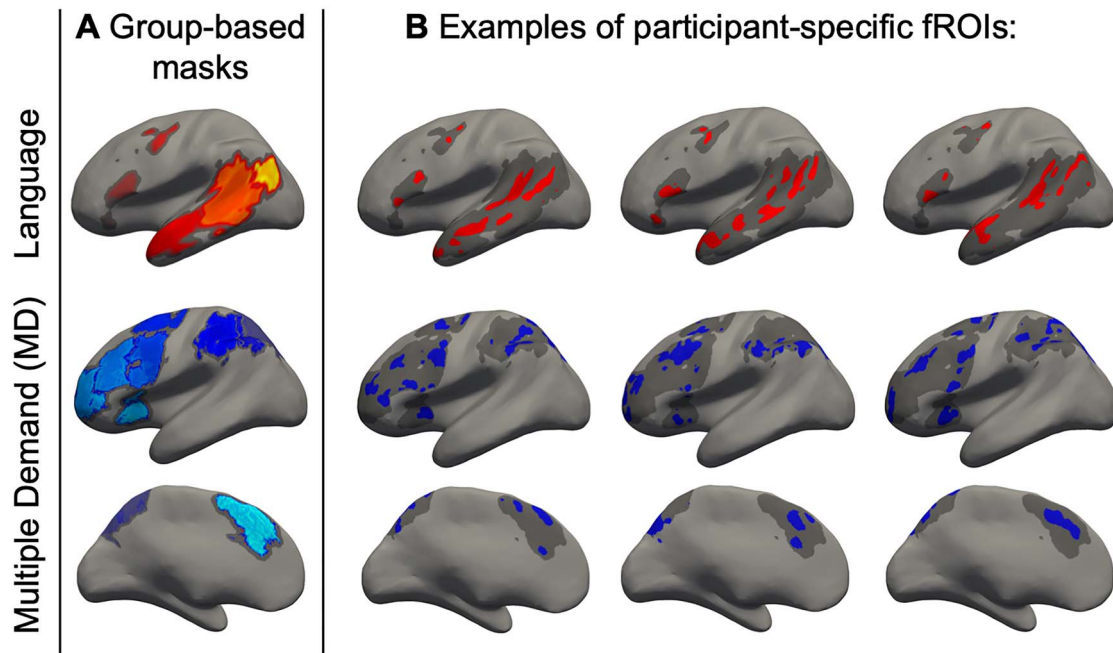 A Group-based
masks
B Examples of participant-specific fROIs:
Language
Multiple Demand (MD)